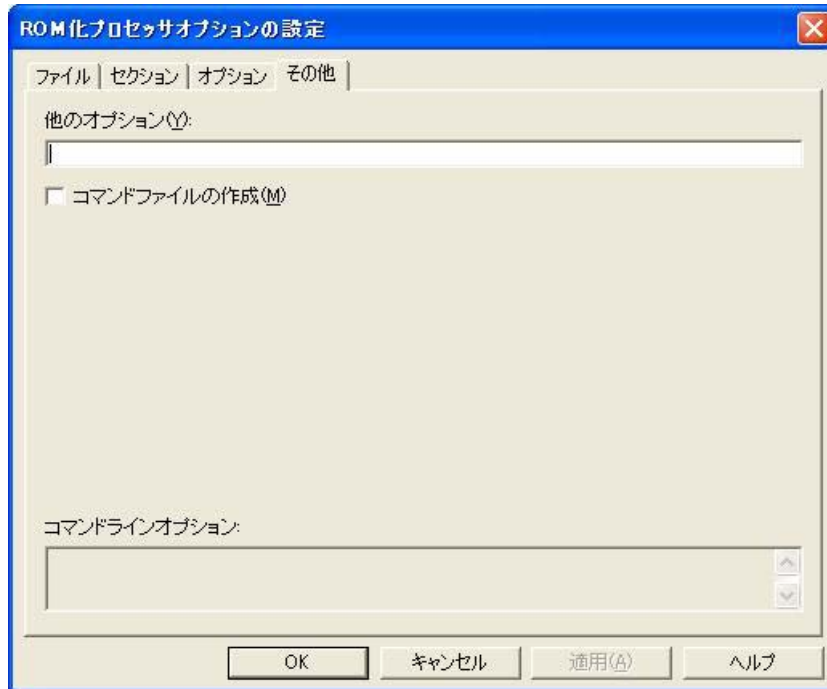 ROM化プロセッサオプションの設定
ファイル セクション オプション その他
他のオプション(Y):
コマンドファイルの作成(M)
コマンドラインオプション:
OK キャンセル 適用(A) ヘルプ